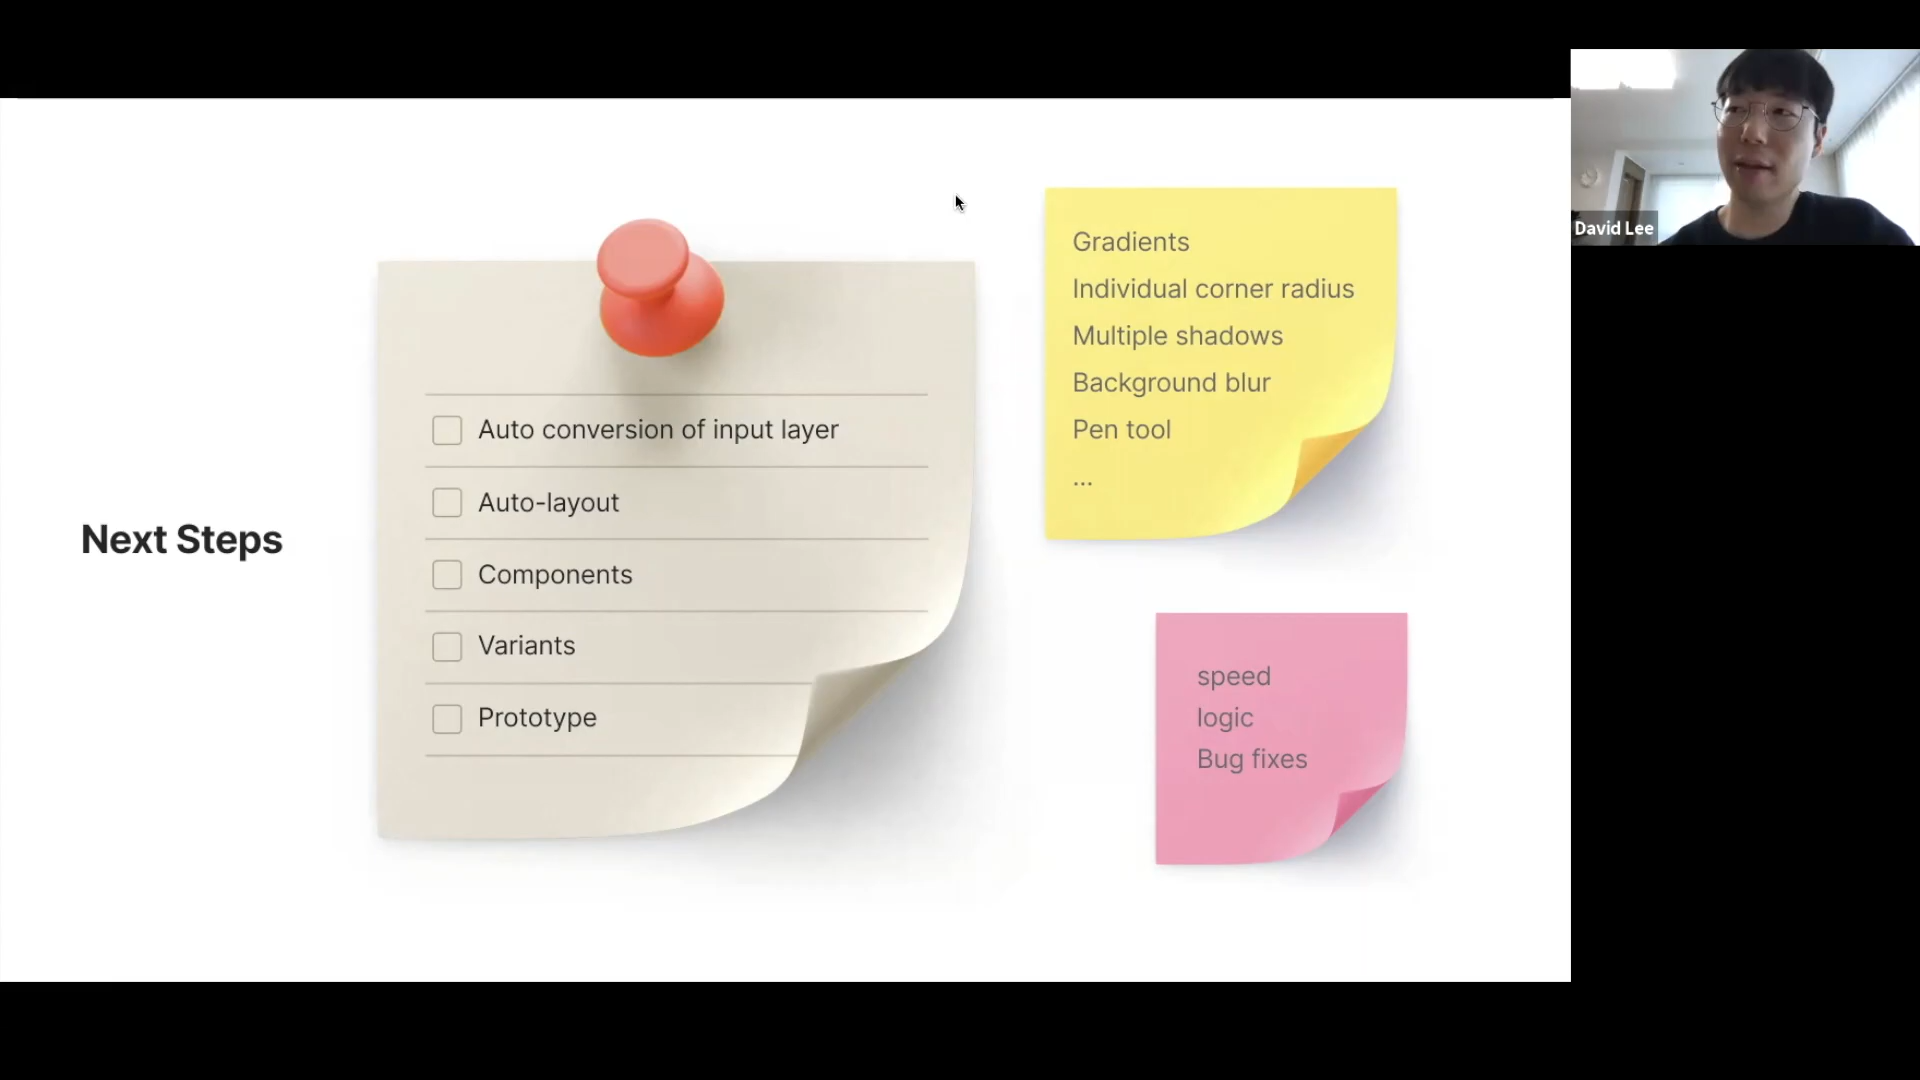 Next Steps
Auto conversion of input layer
Auto-layout
Components
Variants
Prototype
Gradients
Individual corner radius
Multiple shadows
Background blur
Pen tool
...
speed
logic
Bug fixes
David Lee